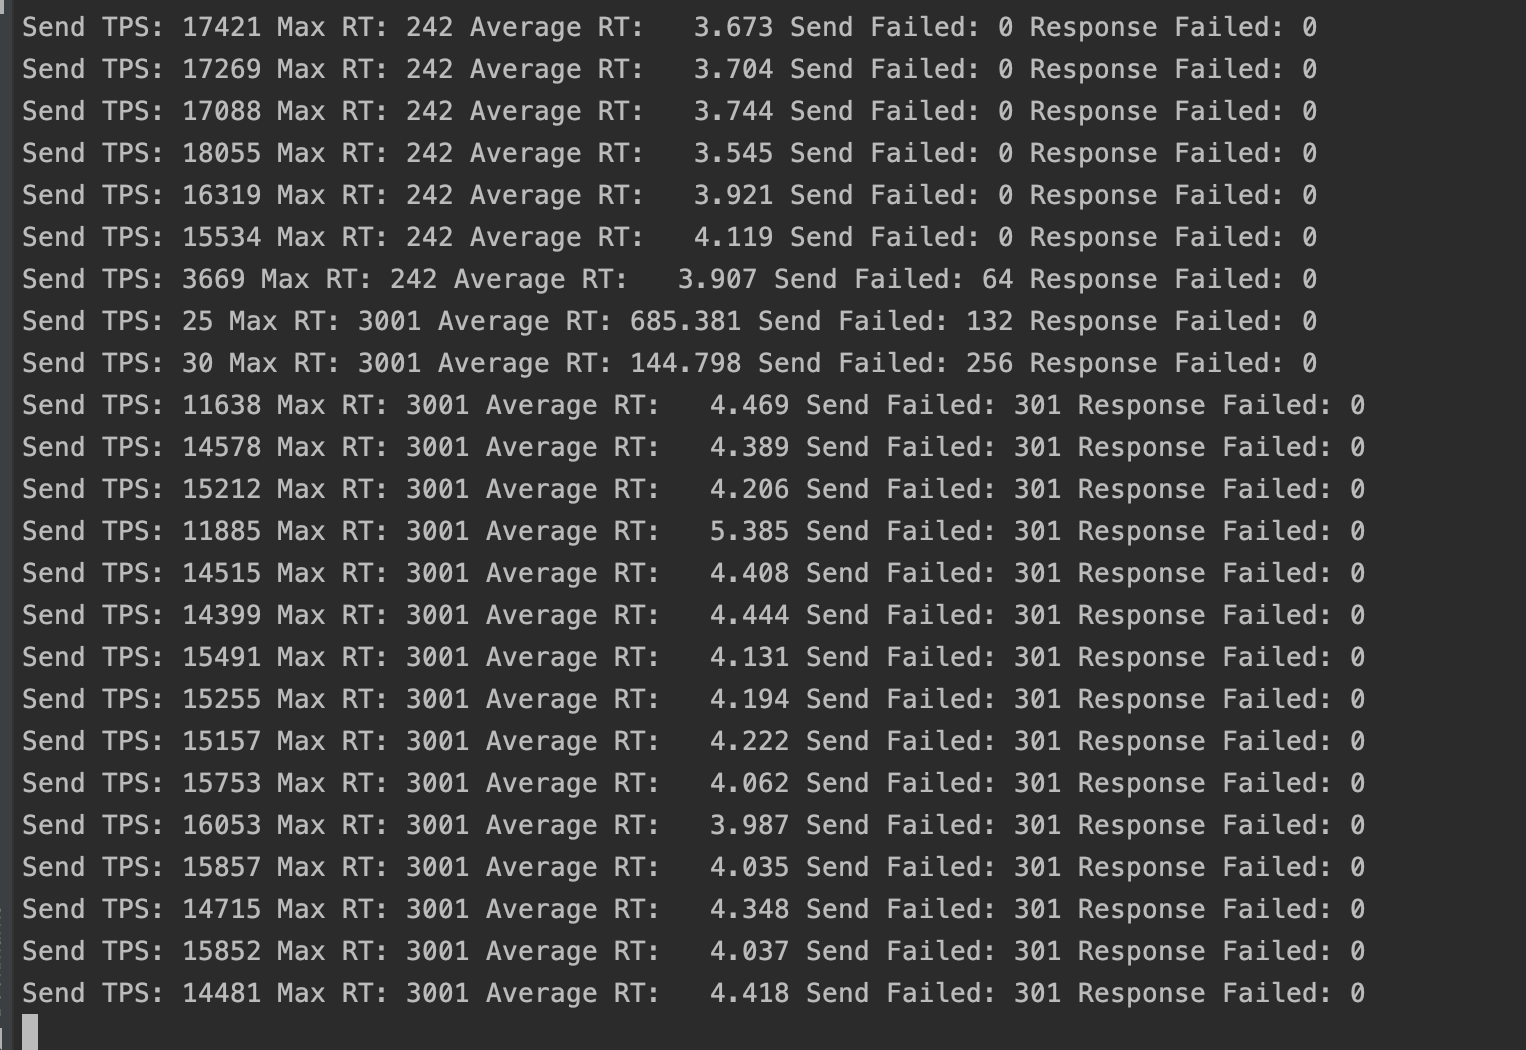 Send TPS: 17421 Max RT: 242 Average RT:   3.673 Send Failed: 0 Response Failed: 0
Send TPS: 17269 Max RT: 242 Average RT:   3.704 Send Failed: 0 Response Failed: 0
Send TPS: 17088 Max RT: 242 Average RT:   3.744 Send Failed: 0 Response Failed: 0
Send TPS: 18055 Max RT: 242 Average RT:   3.545 Send Failed: 0 Response Failed: 0
Send TPS: 16319 Max RT: 242 Average RT:   3.921 Send Failed: 0 Response Failed: 0
Send TPS: 15534 Max RT: 242 Average RT:   4.119 Send Failed: 0 Response Failed: 0
Send TPS: 3669 Max RT: 242 Average RT:   3.907 Send Failed: 64 Response Failed: 0
Send TPS: 25 Max RT: 3001 Average RT: 685.381 Send Failed: 132 Response Failed: 0
Send TPS: 30 Max RT: 3001 Average RT: 144.798 Send Failed: 256 Response Failed: 0
Send TPS: 11638 Max RT: 3001 Average RT:   4.469 Send Failed: 301 Response Failed: 0
Send TPS: 14578 Max RT: 3001 Average RT:   4.389 Send Failed: 301 Response Failed: 0
Send TPS: 15212 Max RT: 3001 Average RT:   4.206 Send Failed: 301 Response Failed: 0
Send TPS: 11885 Max RT: 3001 Average RT:   5.385 Send Failed: 301 Response Failed: 0
Send TPS: 14515 Max RT: 3001 Average RT:   4.408 Send Failed: 301 Response Failed: 0
Send TPS: 14399 Max RT: 3001 Average RT:   4.444 Send Failed: 301 Response Failed: 0
Send TPS: 15491 Max RT: 3001 Average RT:   4.131 Send Failed: 301 Response Failed: 0
Send TPS: 15255 Max RT: 3001 Average RT:   4.194 Send Failed: 301 Response Failed: 0
Send TPS: 15157 Max RT: 3001 Average RT:   4.222 Send Failed: 301 Response Failed: 0
Send TPS: 15753 Max RT: 3001 Average RT:   4.062 Send Failed: 301 Response Failed: 0
Send TPS: 16053 Max RT: 3001 Average RT:   3.987 Send Failed: 301 Response Failed: 0
Send TPS: 15857 Max RT: 3001 Average RT:   4.035 Send Failed: 301 Response Failed: 0
Send TPS: 14715 Max RT: 3001 Average RT:   4.348 Send Failed: 301 Response Failed: 0
Send TPS: 15852 Max RT: 3001 Average RT:   4.037 Send Failed: 301 Response Failed: 0
Send TPS: 14481 Max RT: 3001 Average RT:   4.418 Send Failed: 301 Response Failed: 0